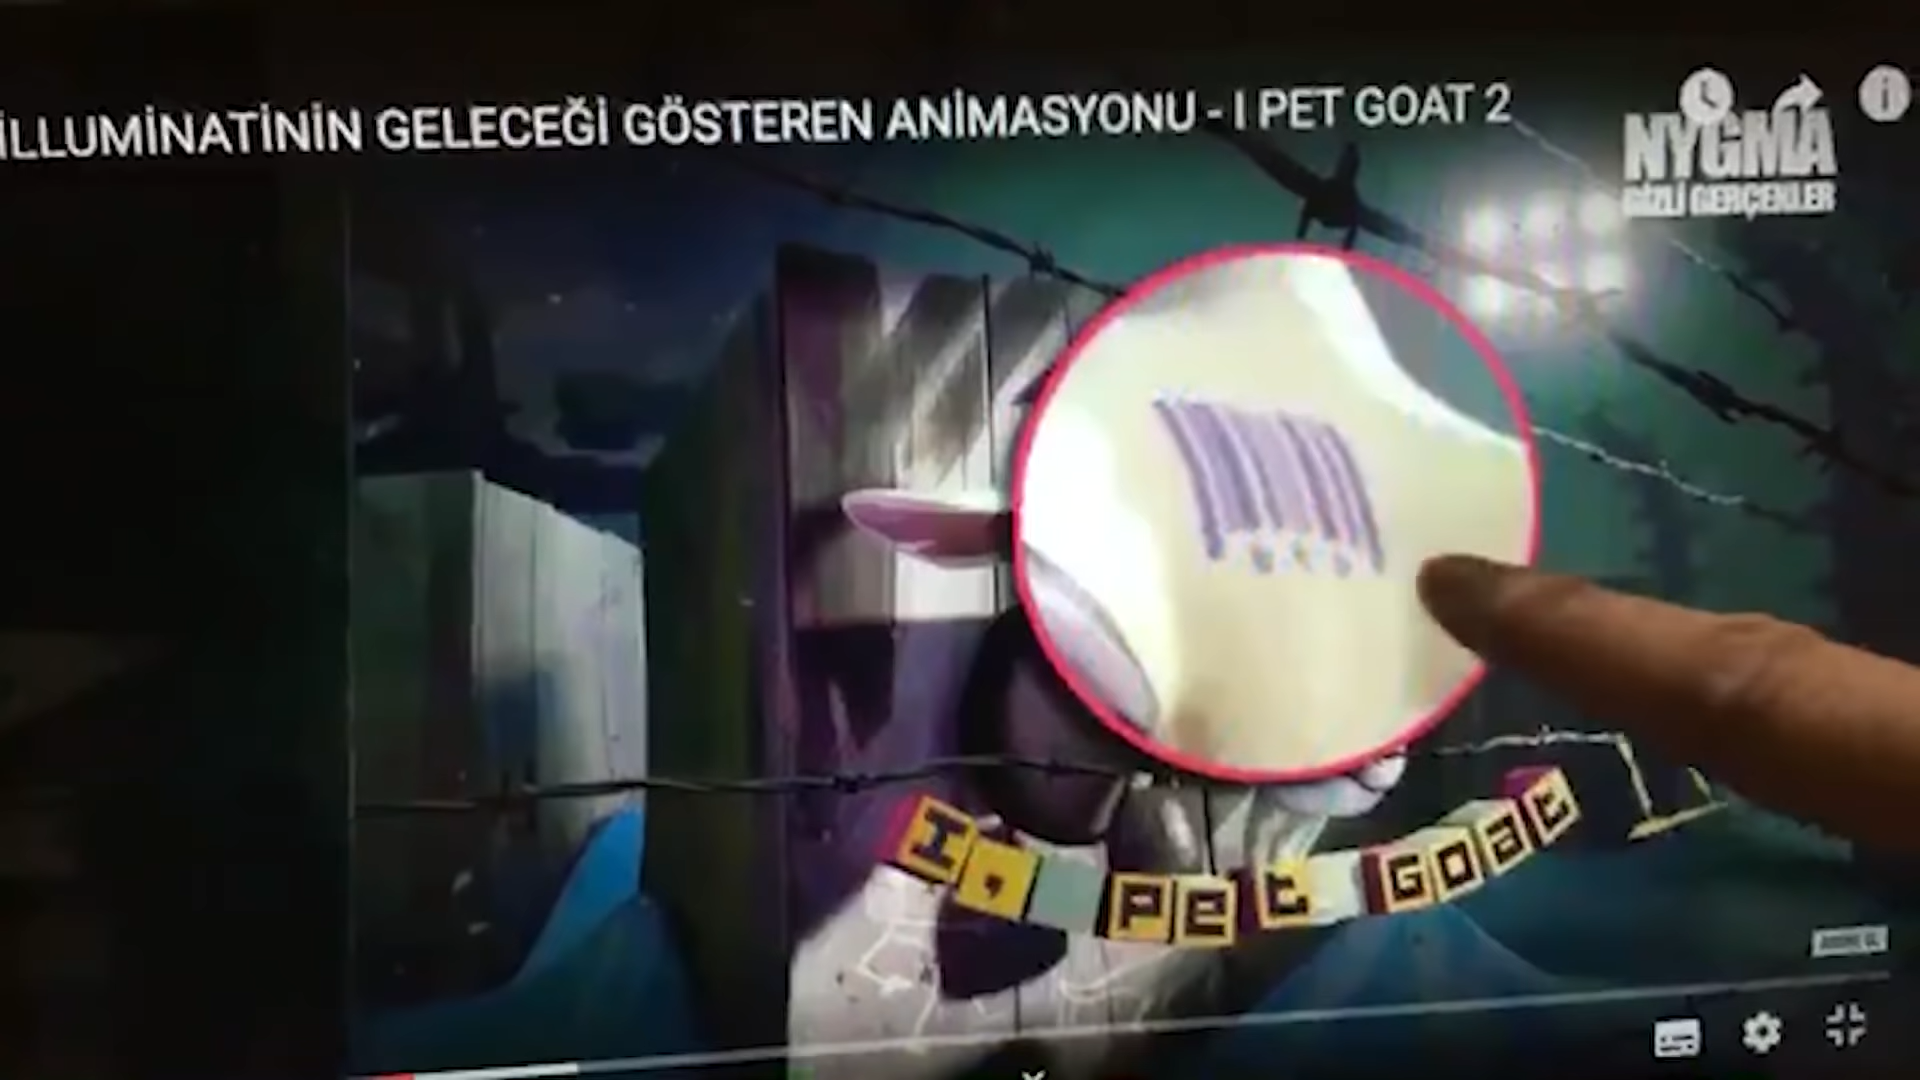 İLLUMİNATİNİN GELECEĞİ GÖSTEREN ANİMASYONU - I PET GOAT 2
NYGMA
GİZLİ GERÇEKLER
I, PeT GOaT